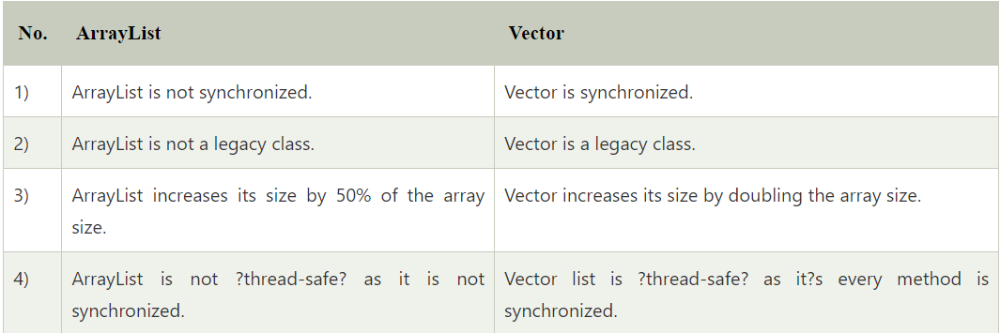 No. ArrayList Vector
1) ArrayList is not synchronized. Vector is synchronized.
2) ArrayList is not a legacy class. Vector is a legacy class.
3) ArrayList increases its size by 50% of the array Vector increases its size by doubling the array size.
size.
4) ArrayList is not ?thread-safe? as it is not Vector list is ?thread-safe? as it?s every method is
synchronized. synchronized.